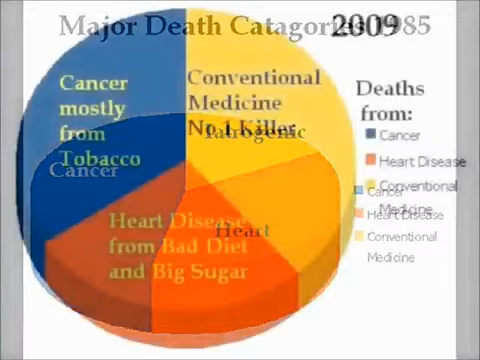 Major Death Catagories 1985
2009
Cancer
mostly
from
Tobacco
Conventional
Medicine
No 1 Killer
Iatrogenic
Cancer
Heart Disease
from Bad Diet
and Big Sugar
Heart
Deaths
from:
Cancer
Heart Disease
Conventional
Medicine
Cancer
Heart Disease
Conventional
Medicine